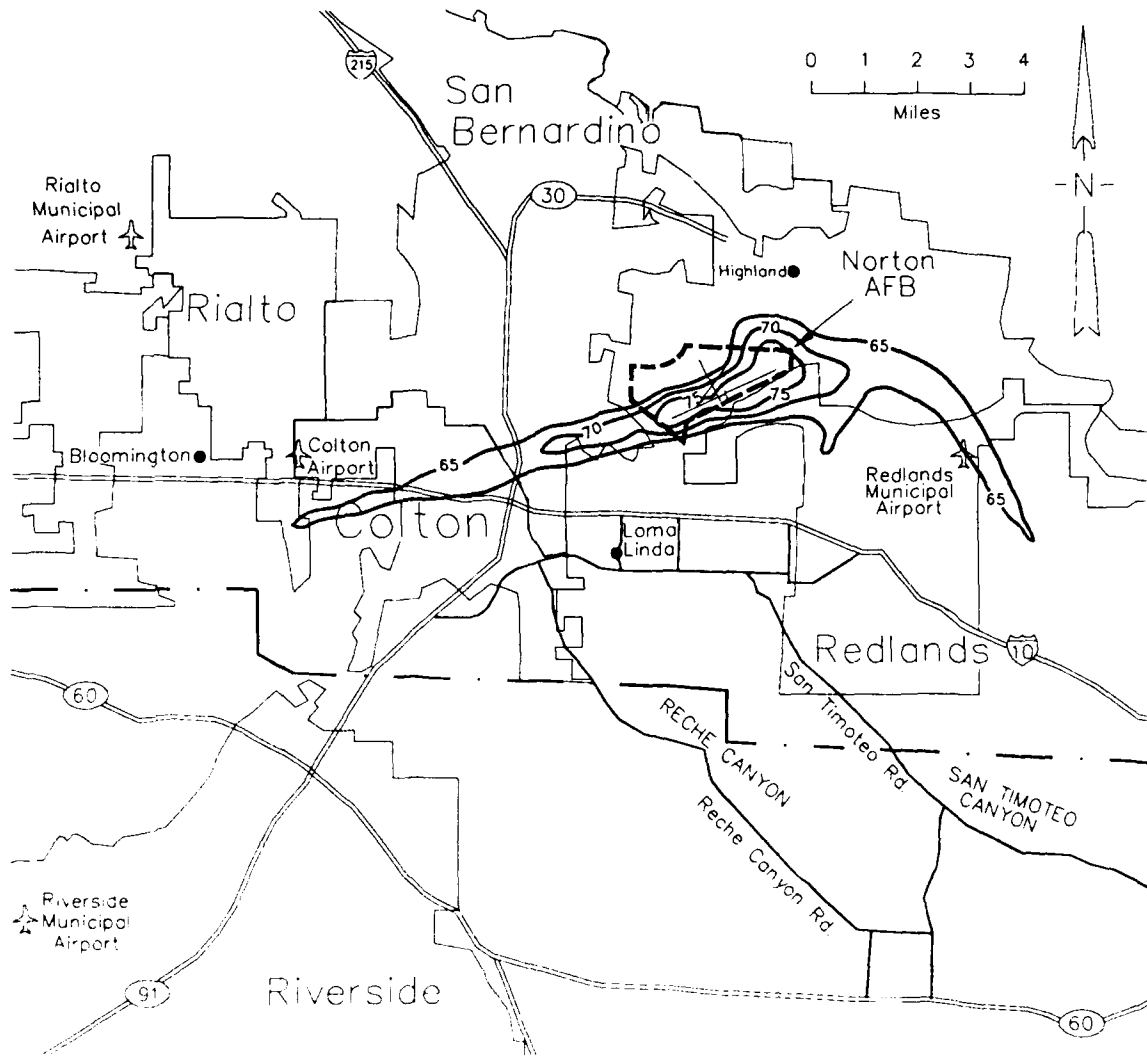 215
San
Bernardino
0 1 2 3 4
Miles
N
Rialto
Municipal
Airport
30
Highland
Norton
AFB
Rialto
70
65
75
75
70
65
65
Bloomington
Colton
Airport
Redlands
Municipal
Airport
Colton
Loma
Linda
Redlands
10
60
San Timoteo Rd.
RECHE CANYON
SAN TIMOTEO
CANYON
Reche Canyon Rd.
Riverside
Municipal
Airport
91
Riverside
60